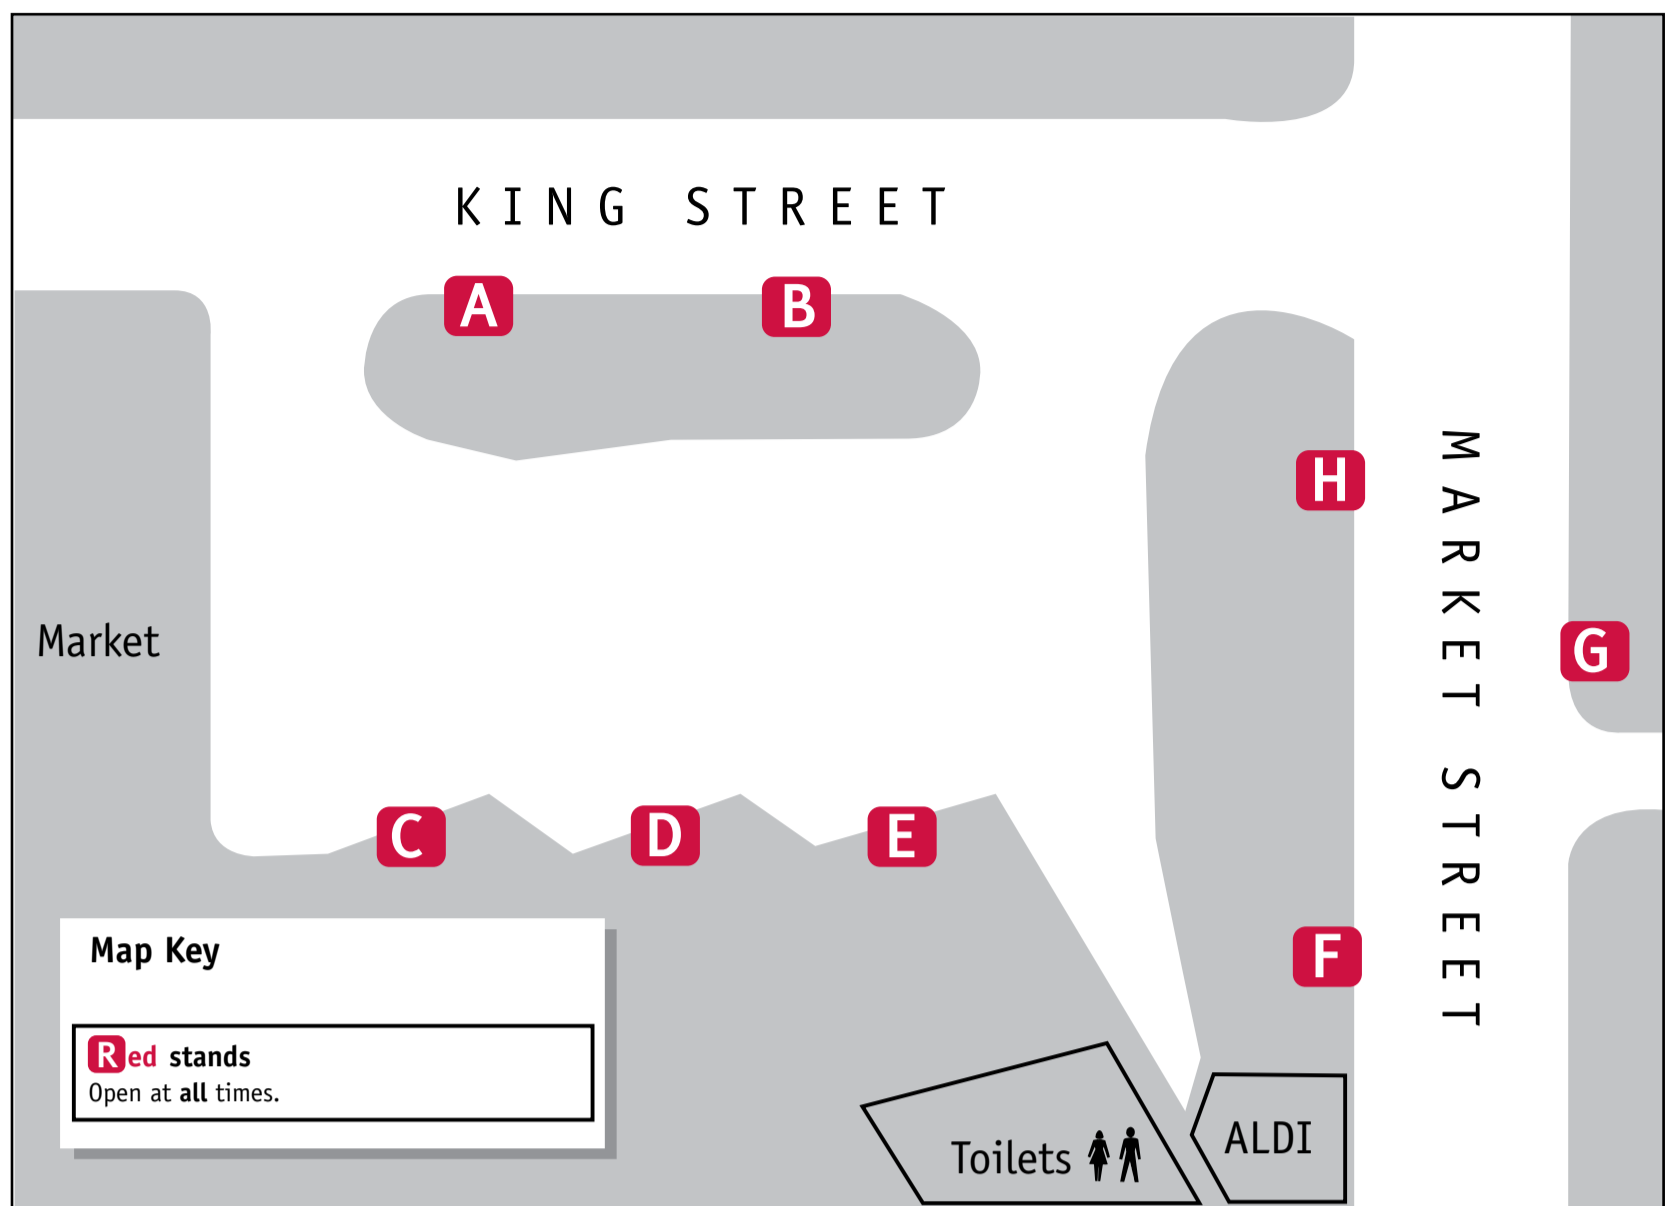 KING STREET
A
B
H
MARKET STREET
Market
G
C
D
E
F
Map Key
Red stands
Open at all times.
Toilets
ALDI